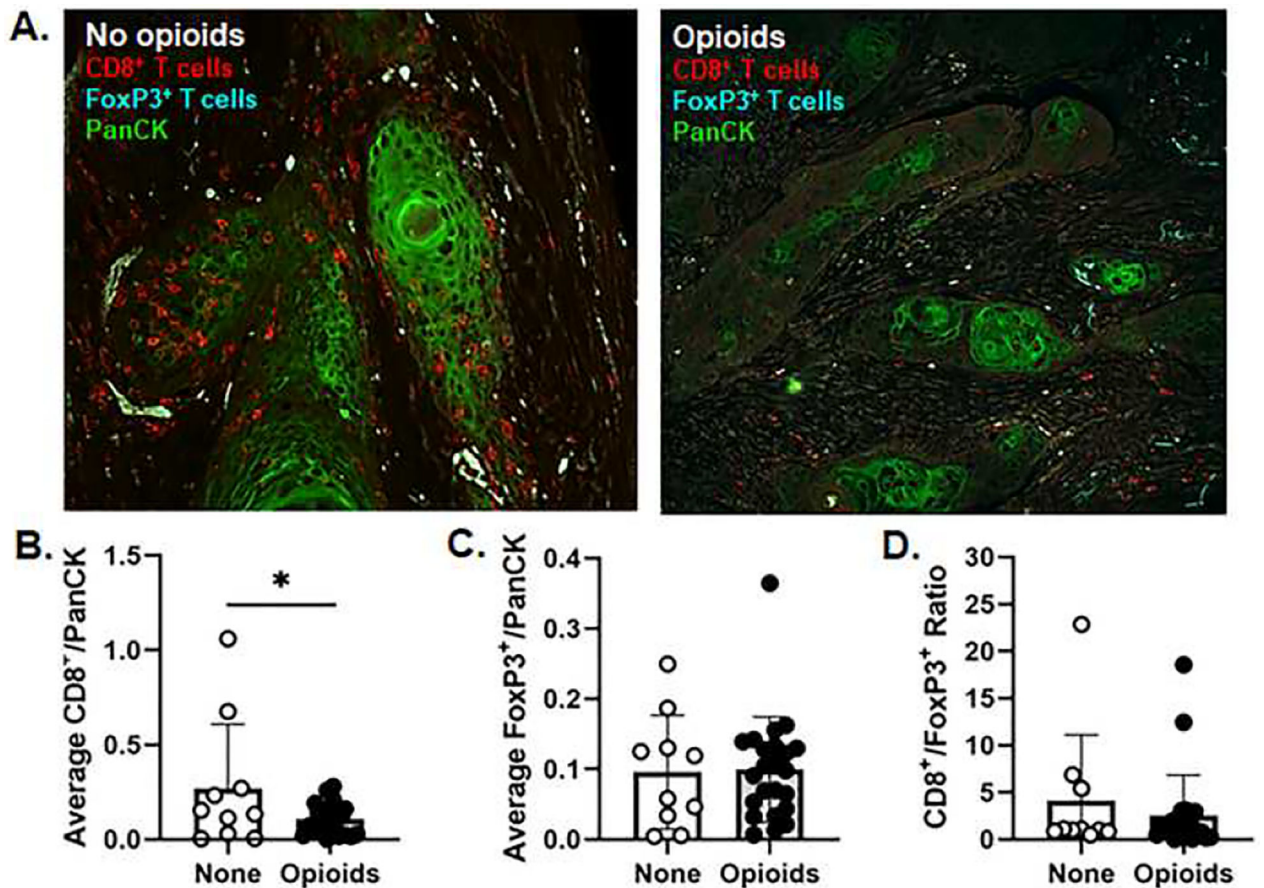 A.
No opioids
CD8⁺ T cells
FoxP3⁺ T cells
PanCK
Opioids
CD8⁺ T cells
FoxP3⁺ T cells
PanCK
B.
Average CD8⁺/PanCK
1.5
1.0
0.5
0.0
*
None Opioids
C.
Average FoxP3⁺/PanCK
0.4
0.3
0.2
0.1
0.0
None Opioids
D.
CD8⁺/FoxP3⁺ Ratio
30
25
20
15
10
5
0
None Opioids